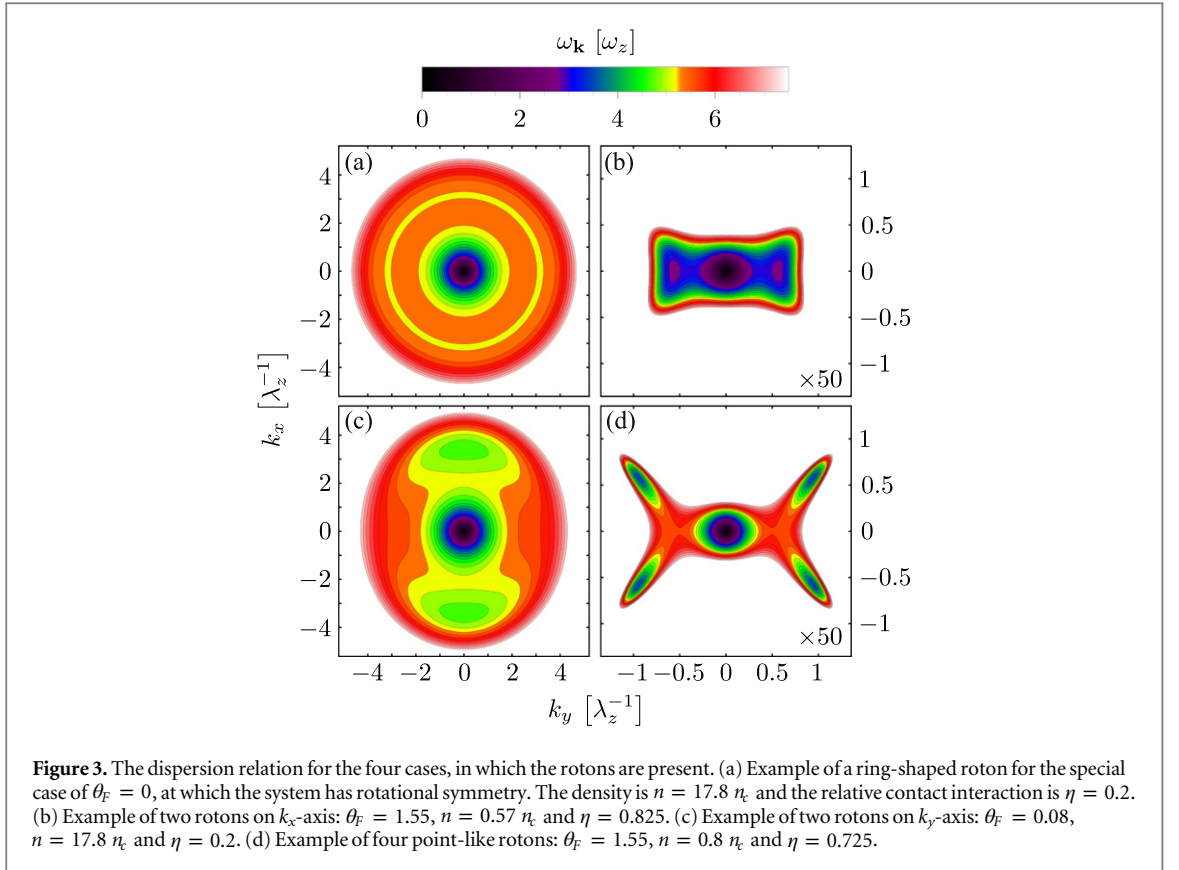 ω𝐤 [ω_z]
0 2 4 6
(a) (b)
4 1
2 0.5
0 0
−2 −0.5
−4 −1
×50
k_x [λ_z^{-1}]
(c) (d)
4 1
2 0.5
0 0
−2 −0.5
−4 −1
×50
−4 −2 0 2 4 −1 −0.5 0 0.5 1
k_y [λ_z^{-1}]
Figure 3. The dispersion relation for the four cases, in which the rotons are present. (a) Example of a ring-shaped roton for the special
case of θ_F = 0, at which the system has rotational symmetry. The density is n = 17.8 n_c and the relative contact interaction is η = 0.2.
(b) Example of two rotons on k_x-axis: θ_F = 1.55, n = 0.57 n_c and η = 0.825. (c) Example of two rotons on k_y-axis: θ_F = 0.08,
n = 17.8 n_c and η = 0.2. (d) Example of four point-like rotons: θ_F = 1.55, n = 0.8 n_c and η = 0.725.